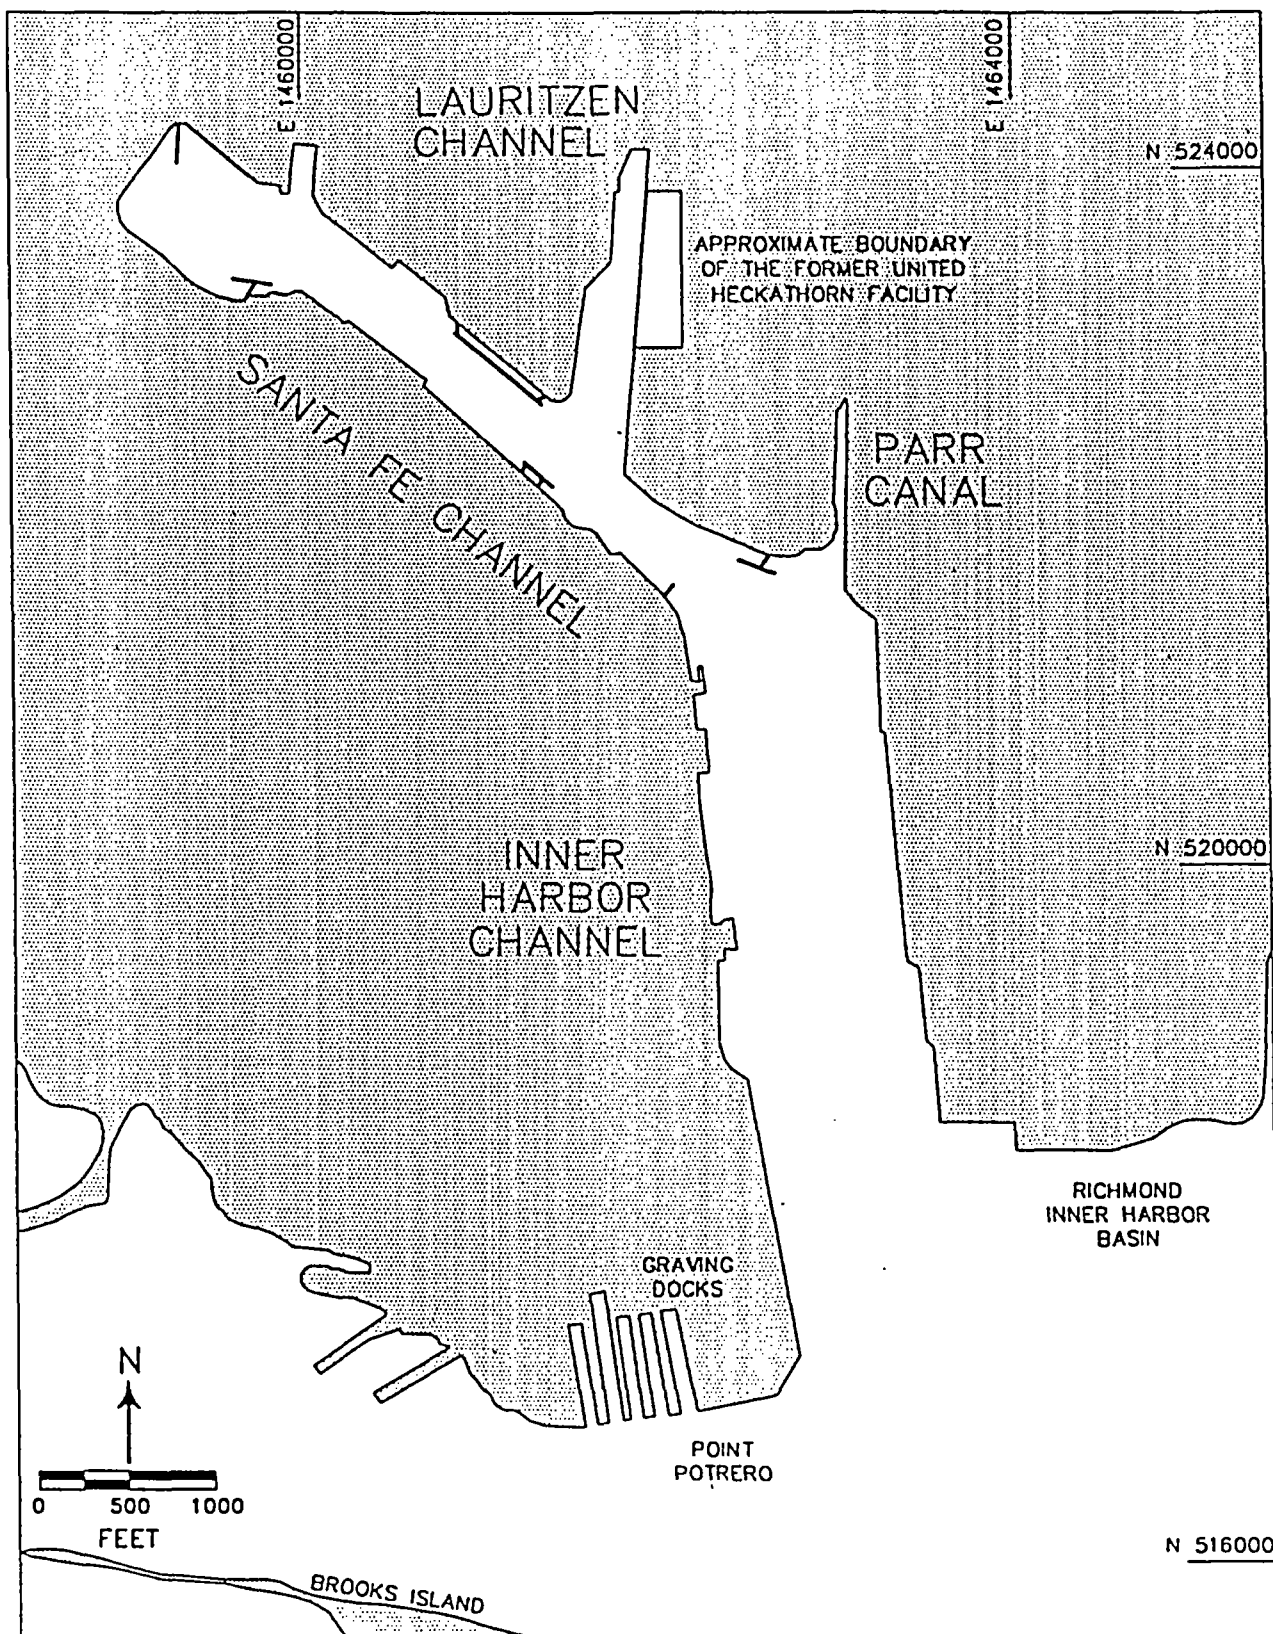 E 1460000
E 1464000
LAURITZEN
CHANNEL
N 524000
APPROXIMATE BOUNDARY
OF THE FORMER UNITED
HECKATHORN FACILITY
SANTA FE CHANNEL
PARR
CANAL
INNER
HARBOR
CHANNEL
N 520000
RICHMOND
INNER HARBOR
BASIN
GRAVING
DOCKS
N
POINT
POTRERO
0 500 1000
FEET
N 516000
BROOKS ISLAND